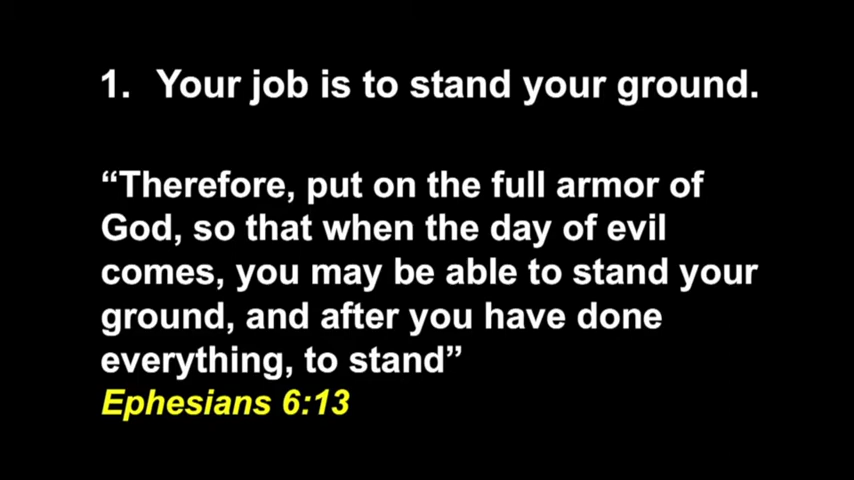 1. Your job is to stand your ground.
“Therefore, put on the full armor of
God, so that when the day of evil
comes, you may be able to stand your
ground, and after you have done
everything, to stand”
Ephesians 6:13